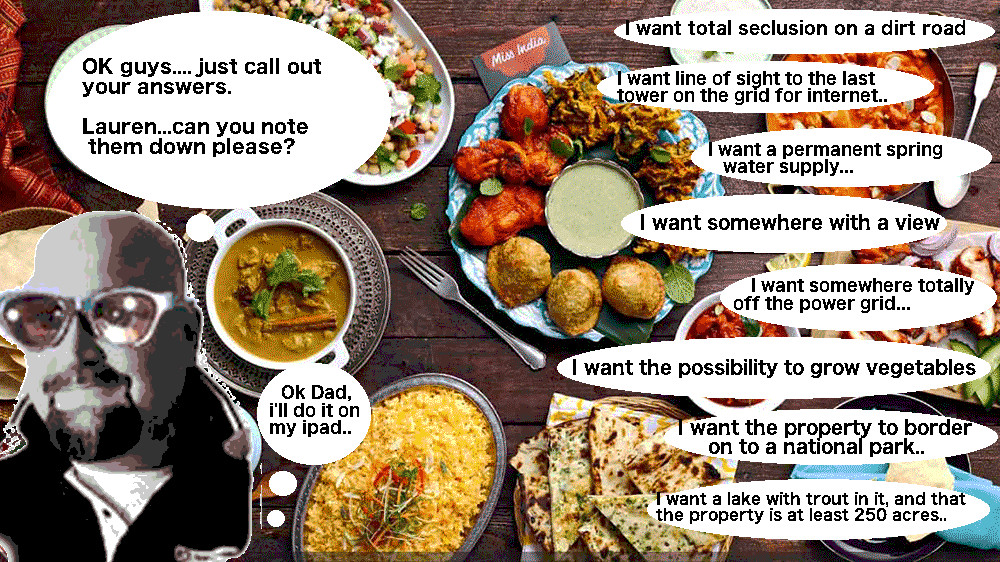 OK guys.... just call out
your answers.
Lauren...can you note
them down please?
Ok Dad,
i'll do it on
my ipad..
Miss India
I want total seclusion on a dirt road
I want line of sight to the last
tower on the grid for internet..
I want a permanent spring
water supply...
I want somewhere with a view
I want somewhere totally
off the power grid...
I want the possibility to grow vegetables
I want the property to border
on to a national park..
I want a lake with trout in it, and that
the property is at least 250 acres..